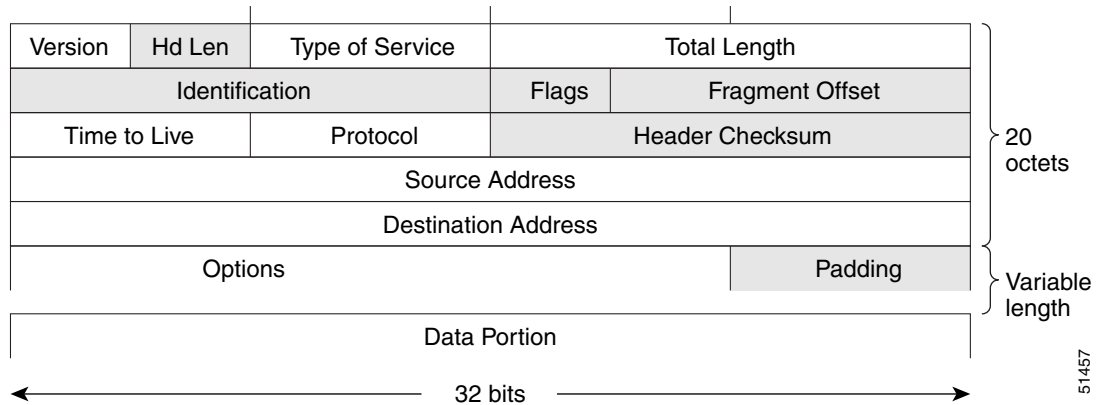 Version Hd Len Type of Service Total Length
Identification Flags Fragment Offset
Time to Live Protocol Header Checksum
20
octets
Source Address
Destination Address
Options Padding
Variable
length
Data Portion
32 bits
51457